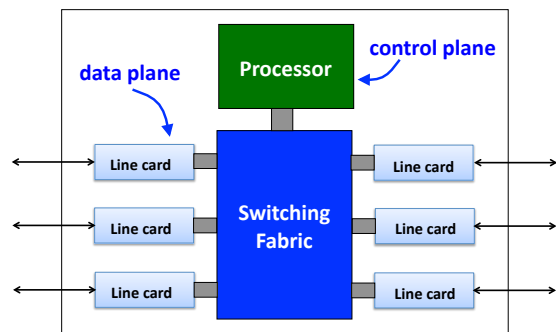 control plane
Processor
data plane
Line card
Line card
Line card
Switching
Fabric
Line card
Line card
Line card